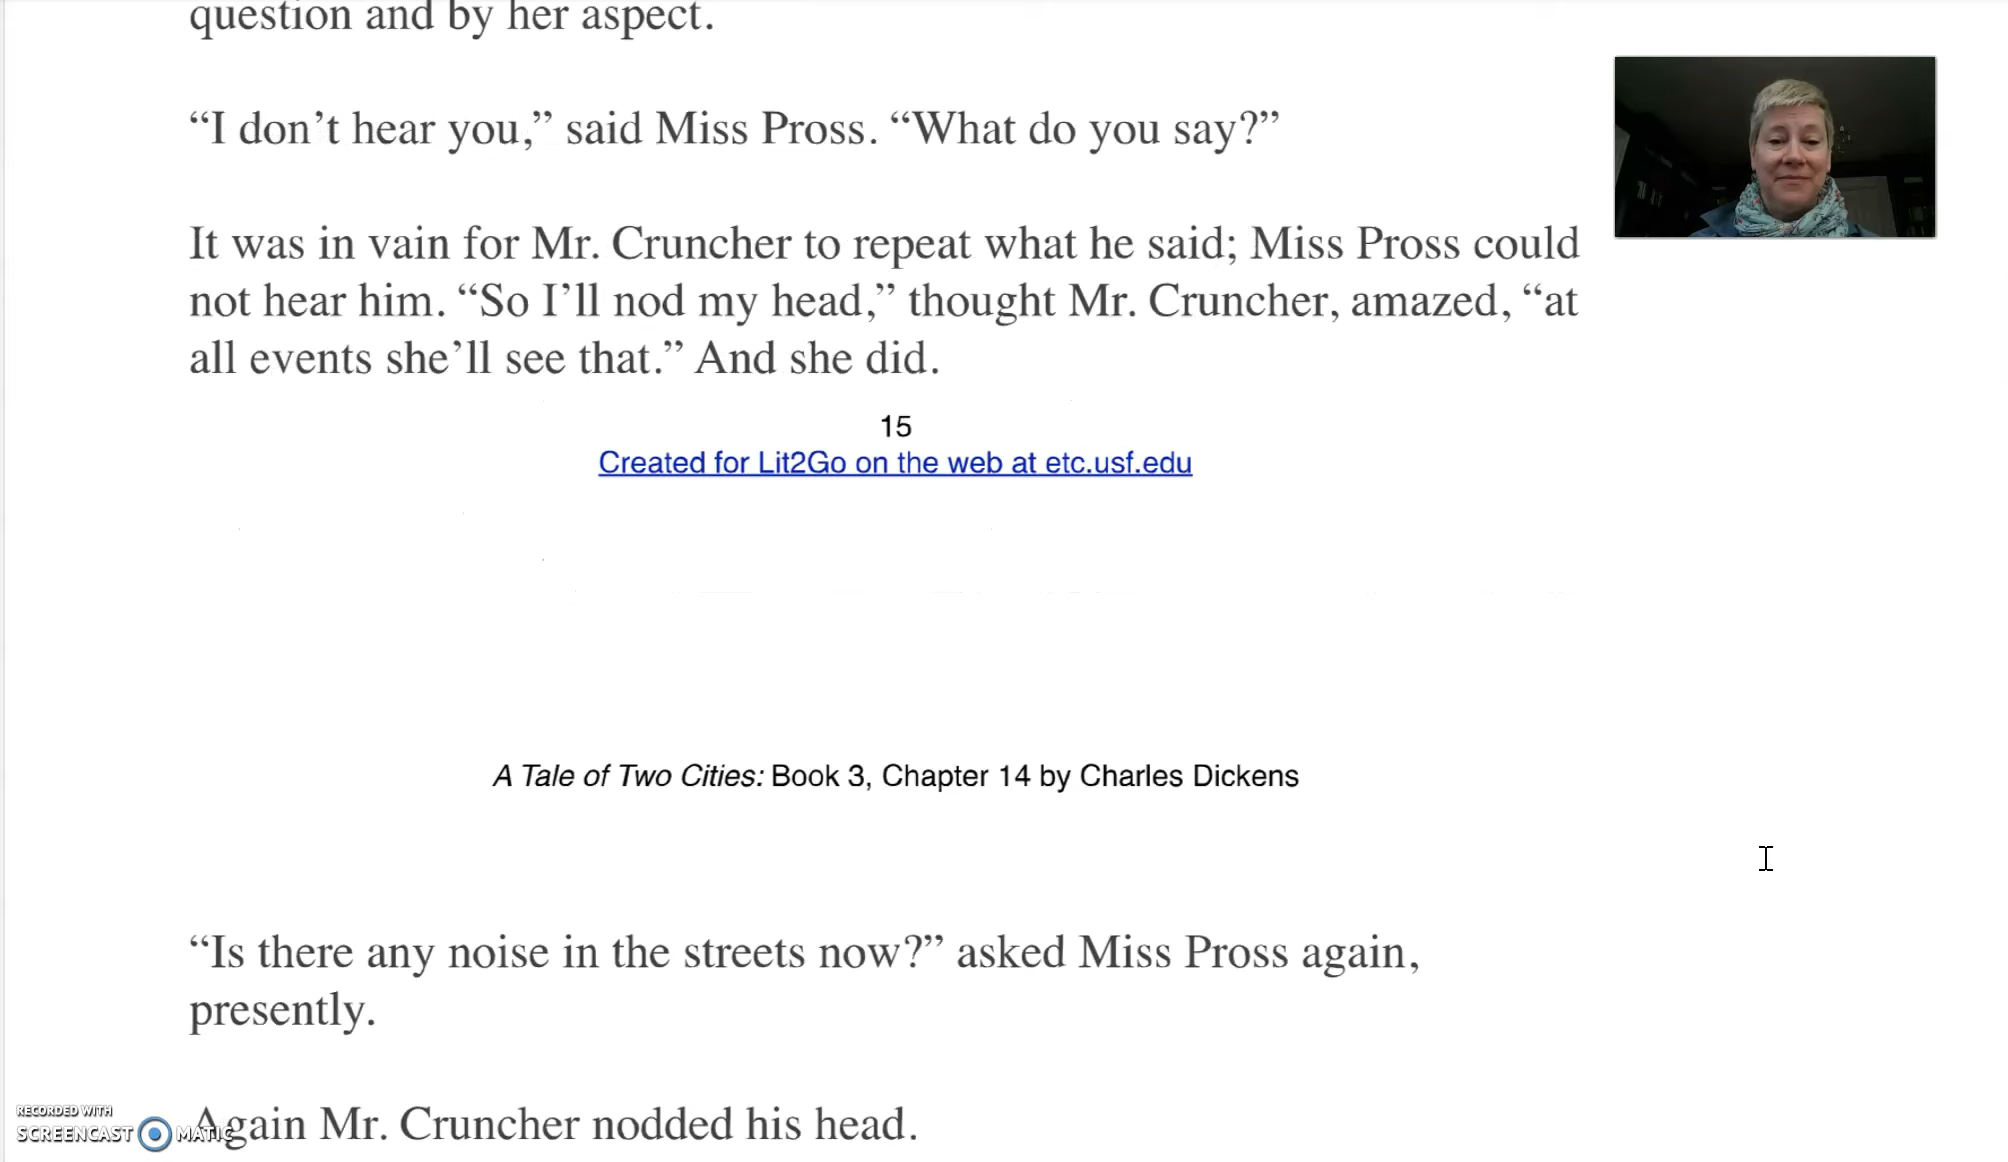 question and by her aspect.
“I don’t hear you,” said Miss Pross. “What do you say?”
It was in vain for Mr. Cruncher to repeat what he said; Miss Pross could
not hear him. “So I’ll nod my head,” thought Mr. Cruncher, amazed, “at
all events she’ll see that.” And she did.
15
Created for Lit2Go on the web at etc.usf.edu
A Tale of Two Cities: Book 3, Chapter 14 by Charles Dickens
“Is there any noise in the streets now?” asked Miss Pross again,
presently.
Again Mr. Cruncher nodded his head.
RECORDED WITH
SCREENCAST MATIC